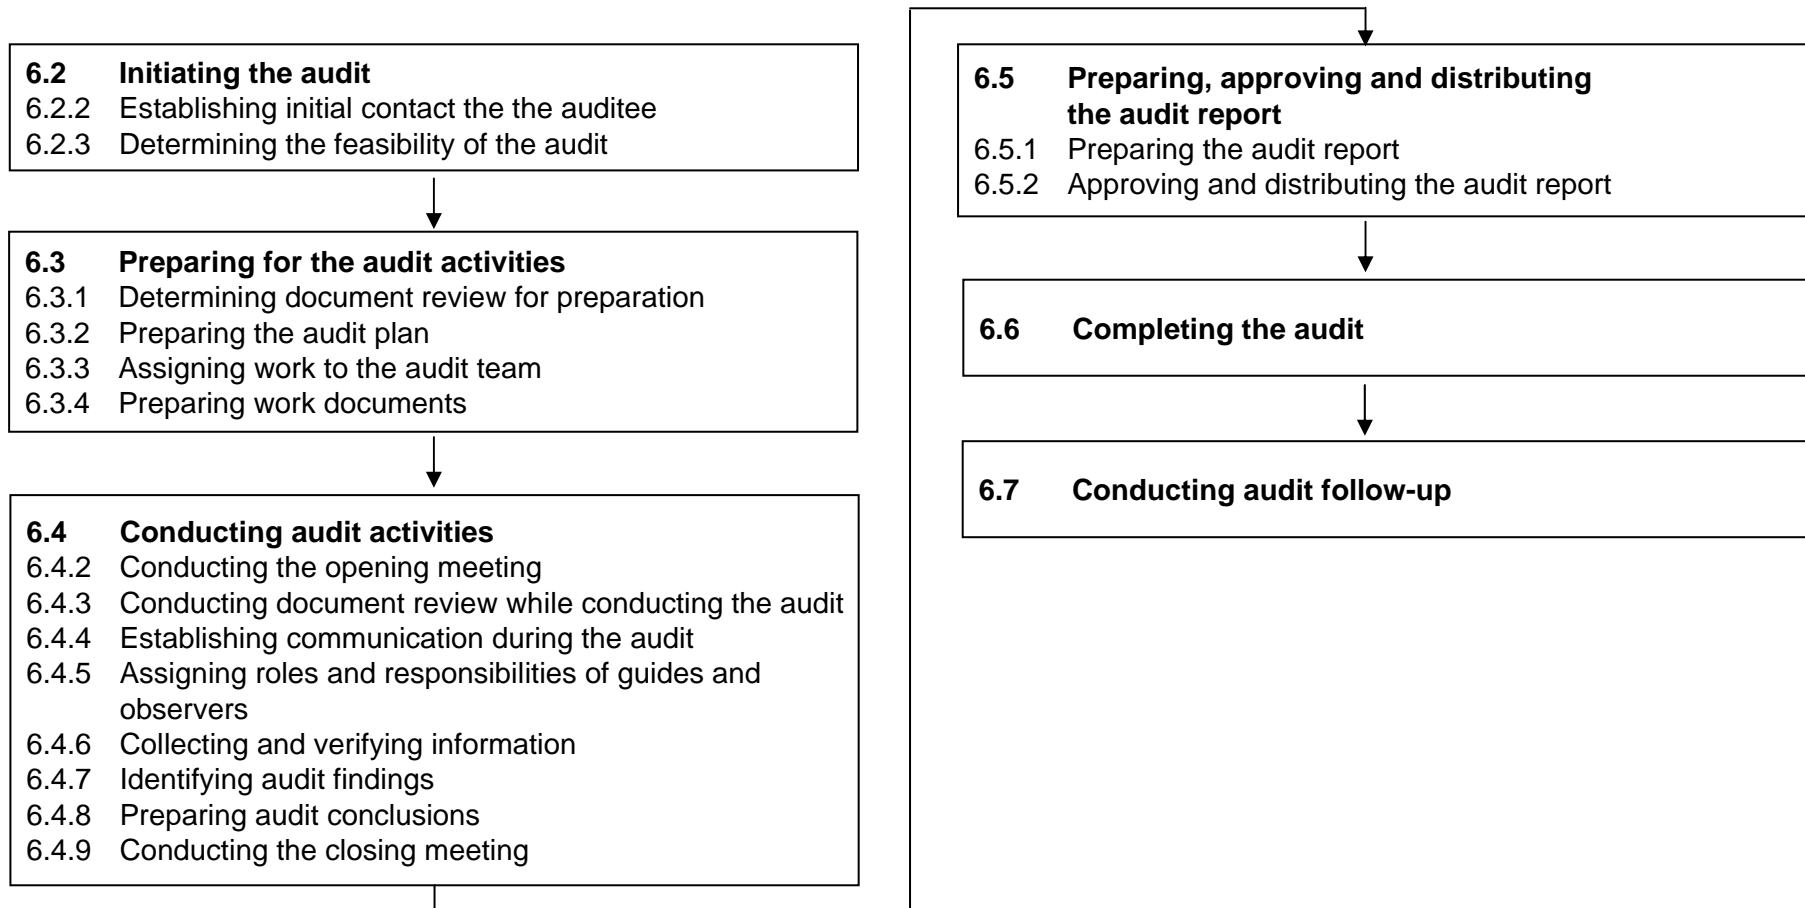 6.2 Initiating the audit
6.2.2 Establishing initial contact the the auditee
6.2.3 Determining the feasibility of the audit
6.3 Preparing for the audit activities
6.3.1 Determining document review for preparation
6.3.2 Preparing the audit plan
6.3.3 Assigning work to the audit team
6.3.4 Preparing work documents
6.4 Conducting audit activities
6.4.2 Conducting the opening meeting
6.4.3 Conducting document review while conducting the audit
6.4.4 Establishing communication during the audit
6.4.5 Assigning roles and responsibilities of guides and
observers
6.4.6 Collecting and verifying information
6.4.7 Identifying audit findings
6.4.8 Preparing audit conclusions
6.4.9 Conducting the closing meeting
6.5 Preparing, approving and distributing
the audit report
6.5.1 Preparing the audit report
6.5.2 Approving and distributing the audit report
6.6 Completing the audit
6.7 Conducting audit follow-up